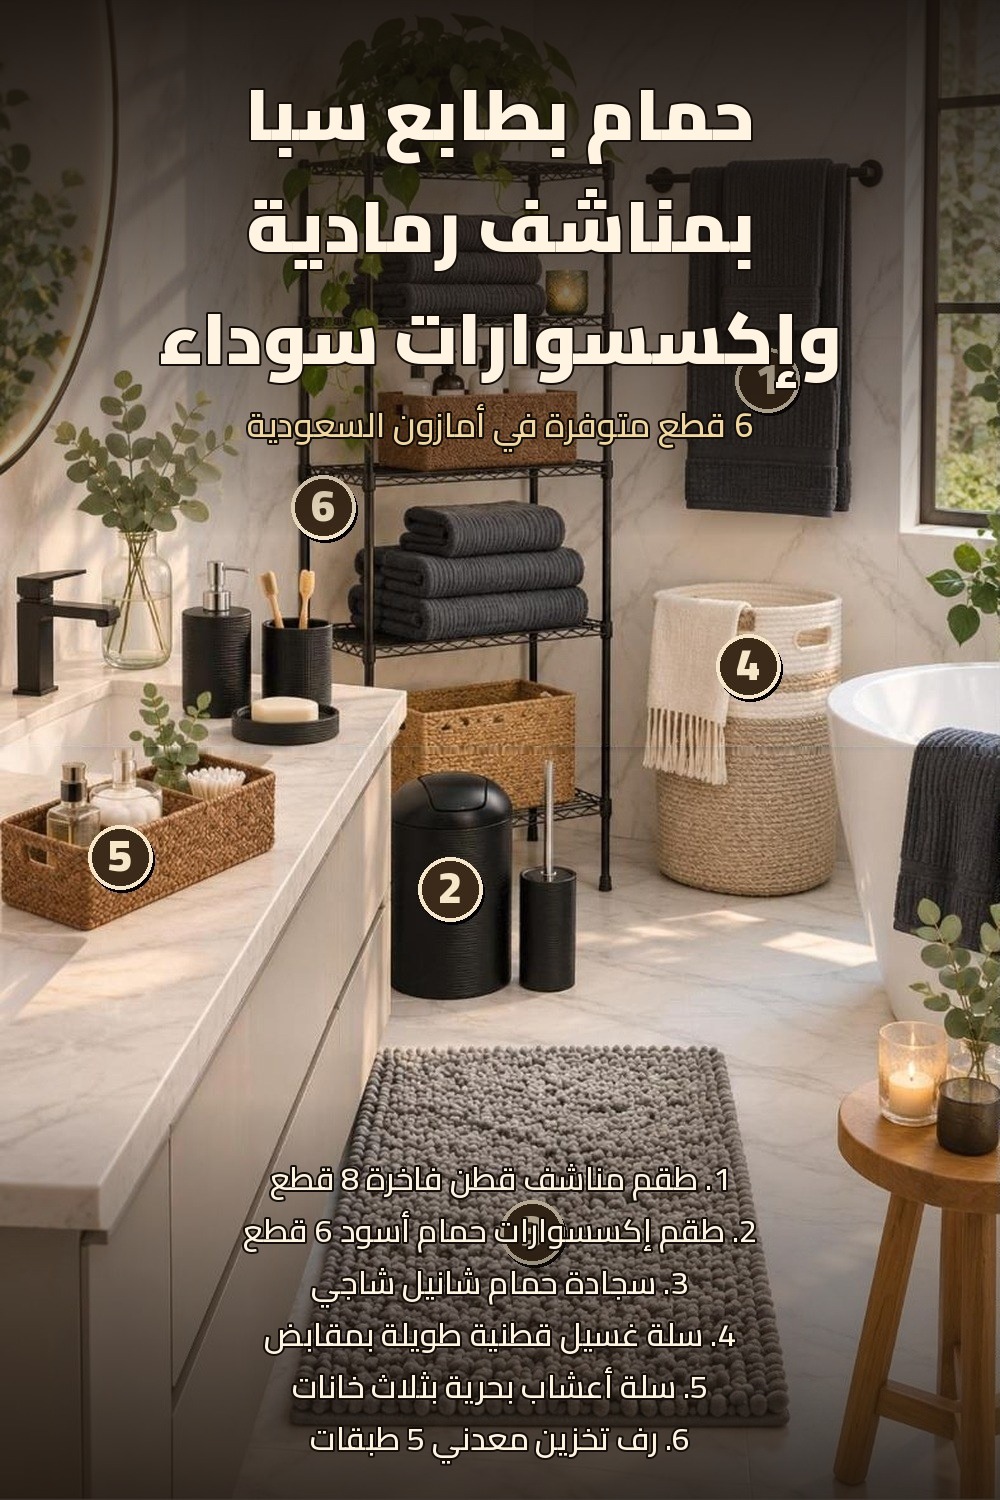 حمام بطابع سبا
بمناشف رمادية
وإكسسوارات سوداء
6 قطع متوفرة في أمازون السعودية
1
6
4
5
2
1. طقم مناشف قطن فاخرة 8 قطع
2. طقم إكسسوارات حمام أسود 6 قطع
3. سجادة حمام شانيل شاجي
4. سلة غسيل قطنية طويلة بمقابض
5. سلة أعشاب بحرية بثلاث خانات
6. رف تخزين معدني 5 طبقات